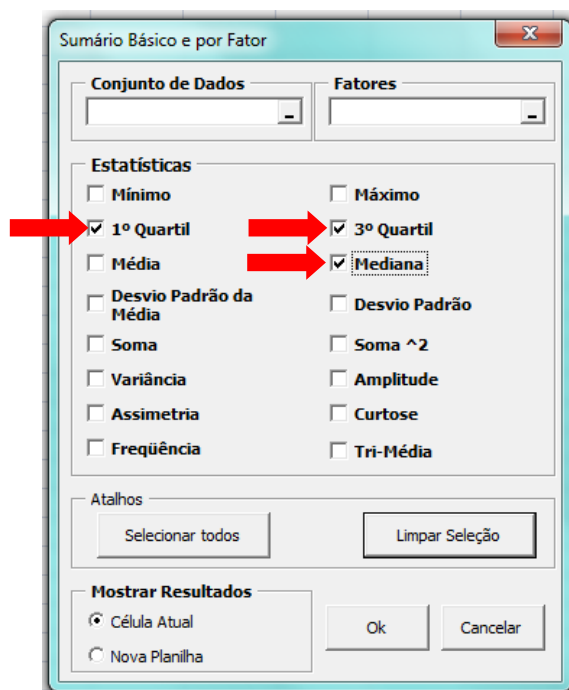 Sumário Básico e por Fator
Conjunto de Dados
Fatores
Estatísticas
Mínimo
Máximo
1º Quartil
3º Quartil
Média
Mediana
Desvio Padrão da
Média
Desvio Padrão
Soma
Soma ^2
Variância
Amplitude
Assimetria
Curtose
Freqüência
Tri-Média
Atalhos
Selecionar todos
Limpar Seleção
Mostrar Resultados
Célula Atual
Nova Planilha
Ok
Cancelar